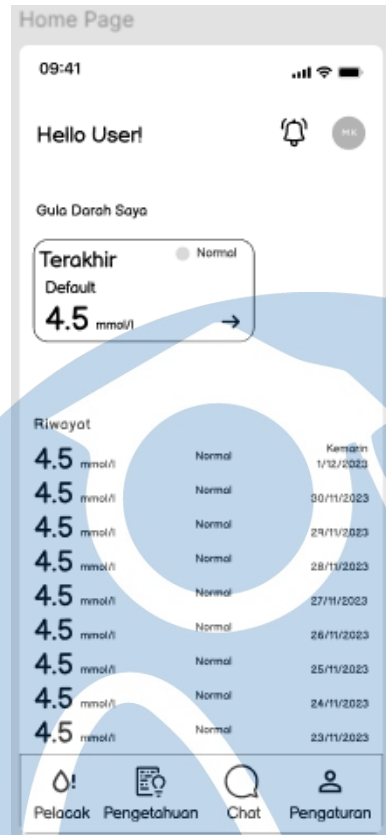 Home Page
09:41
Hello User!
MK
Gula Darah Saya
Terakhir Normal
Default
4.5 mmol/l
Riwayat
Kemarin
4.5 mmol/l Normal 1/12/2023
4.5 mmol/l Normal 30/11/2023
4.5 mmol/l Normal 29/11/2023
4.5 mmol/l Normal 28/11/2023
4.5 mmol/l Normal 27/11/2023
4.5 mmol/l Normal 26/11/2023
4.5 mmol/l Normal 25/11/2023
4.5 mmol/l Normal 24/11/2023
4.5 mmol/l Normal 23/11/2023
Pelacak Pengetahuan Chat Pengaturan